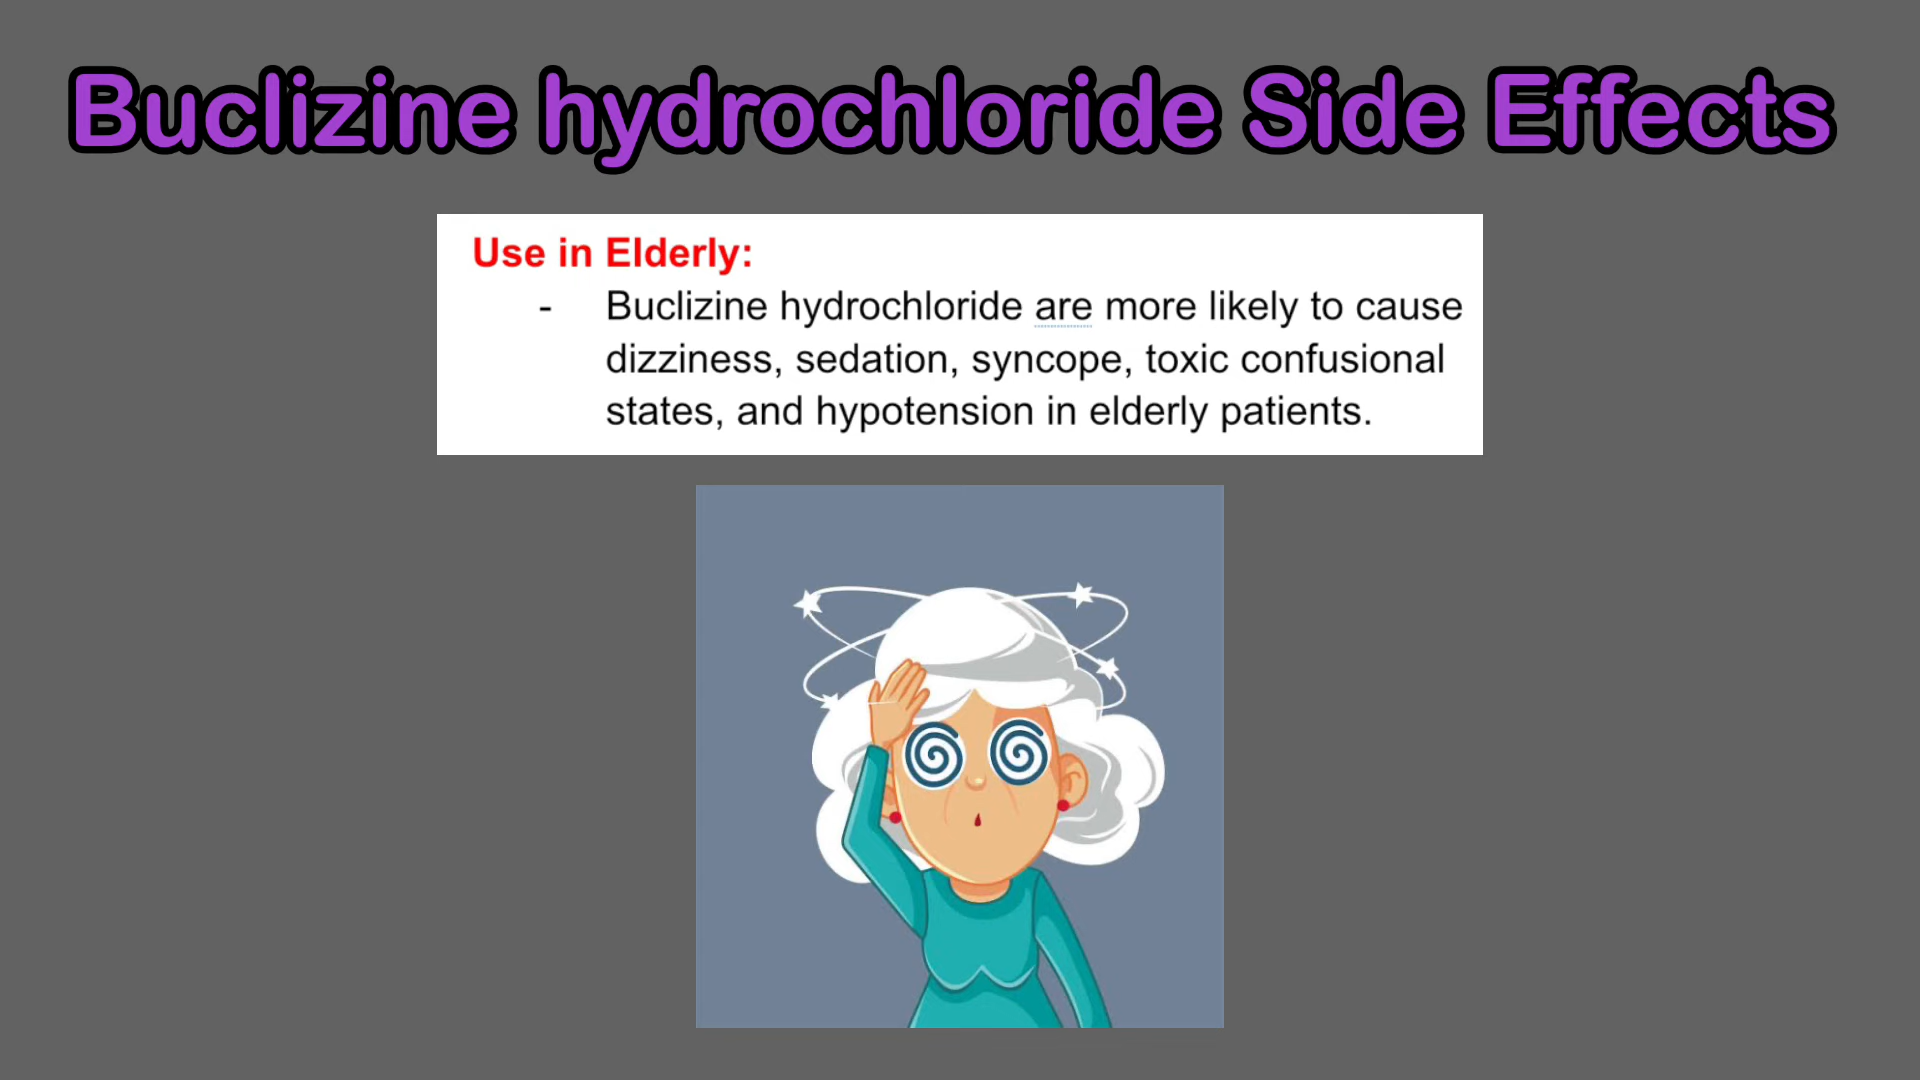 Buclizine hydrochloride Side Effects
Use in Elderly:
- Buclizine hydrochloride are more likely to cause
dizziness, sedation, syncope, toxic confusional
states, and hypotension in elderly patients.